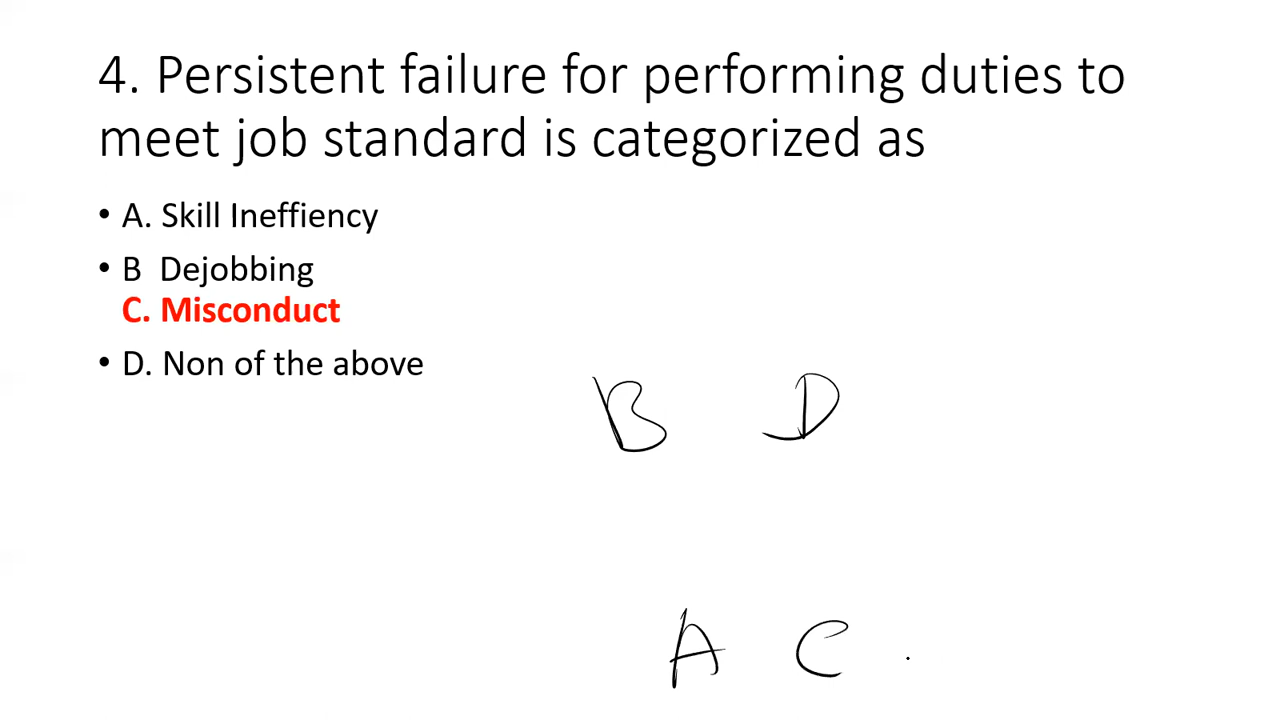 4. Persistent failure for performing duties to
meet job standard is categorized as
• A. Skill Ineffiency
• B Dejobbing
C. Misconduct
• D. Non of the above
B D
A C .